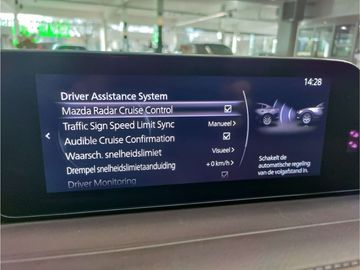 14:28
Driver Assistance System
Mazda Radar Cruise Control
Traffic Sign Speed Limit Sync Manueel
Audible Cruise Confirmation
Waarsch. snelheidslimiet Visueel
Drempel snelheidslimietaanduiding +0 km/h
Driver Monitoring
Schakelt de
automatische regeling
van de volgafstand in.